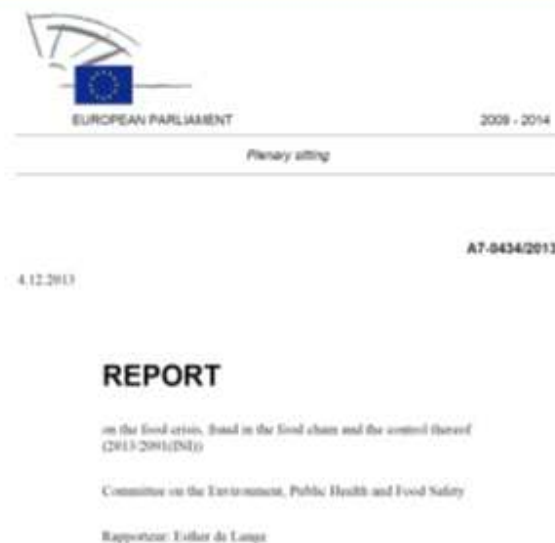 EUROPEAN PARLIAMENT
2009 - 2014
Plenary sitting
A7-0434/2013
4.12.2013
REPORT
on the food crisis, fraud in the food chain and the control thereof
(2013/2091(INI))
Committee on the Environment, Public Health and Food Safety
Rapporteur: Esther de Lange